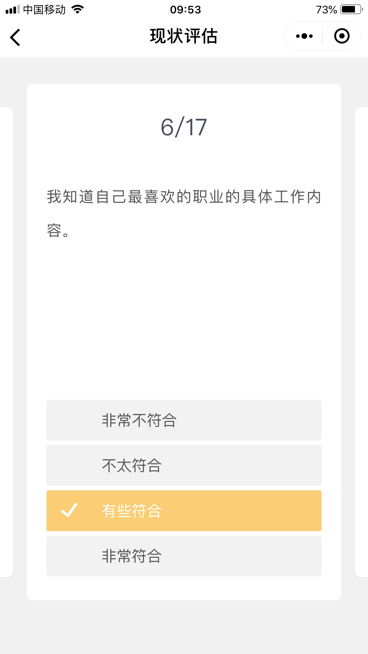 中国移动
09:53
73%
现状评估
6/17
我知道自己最喜欢的职业的具体工作内
容。
非常不符合
不太符合
有些符合
非常符合